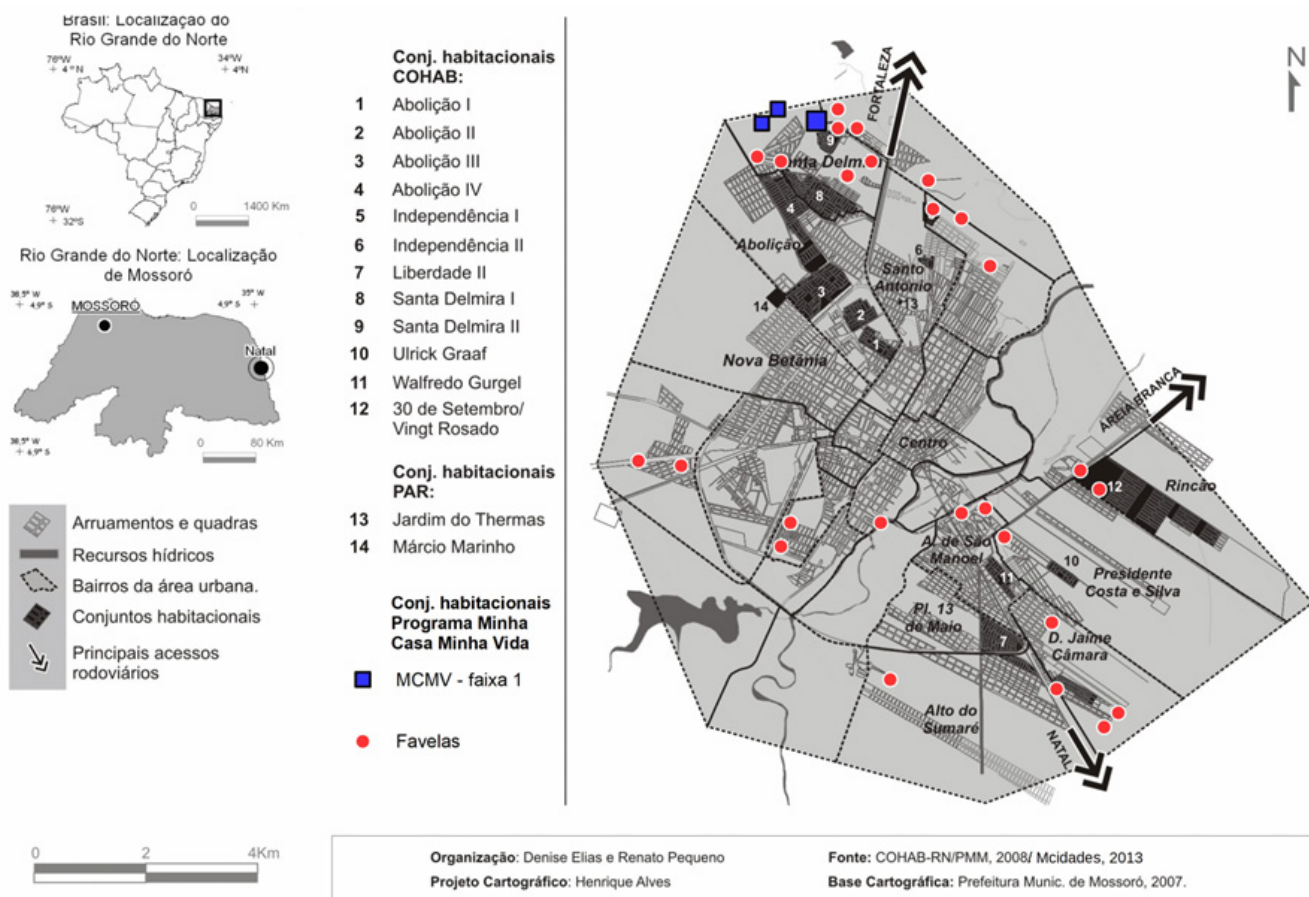 Brasil: Localização do
Rio Grande do Norte
76ºW
+ 4ºN
34ºW
+ 4ºN
76ºW
+ 32ºS
0 1400 Km
Rio Grande do Norte: Localização
de Mossoró
38,5º W
+ 4,9º S
35º W
4,9º S +
MOSSORÓ
Natal
38,5º W
+ 6,9º S
0 80 Km
Arruamentos e quadras
Recursos hídricos
Bairros da área urbana.
Conjuntos habitacionais
Principais acessos
rodoviários
0 2 4Km
Conj. habitacionais
COHAB:
1 Abolição I
2 Abolição II
3 Abolição III
4 Abolição IV
5 Independência I
6 Independência II
7 Liberdade II
8 Santa Delmira I
9 Santa Delmira II
10 Ulrick Graaf
11 Walfredo Gurgel
12 30 de Setembro/
Vingt Rosado
Conj. habitacionais
PAR:
13 Jardim do Thermas
14 Márcio Marinho
Conj. habitacionais
Programa Minha
Casa Minha Vida
MCMV - faixa 1
Favelas
N
FORTALEZA
9
8
4
Abolição
6
Santo
Antonio
13
3
14
2
1
Nova Betânia
AREIA BRANCA
Centro
12
Rincão
Al. de São
Manoel
10
11
Presidente
Costa e Silva
Pl. 13
de Maio
7
D. Jaime
Câmara
Alto do
Sumaré
NATAL
Organização: Denise Elias e Renato Pequeno
Projeto Cartográfico: Henrique Alves
Fonte: COHAB-RN/PMM, 2008/ Mcidades, 2013
Base Cartográfica: Prefeitura Munic. de Mossoró, 2007.